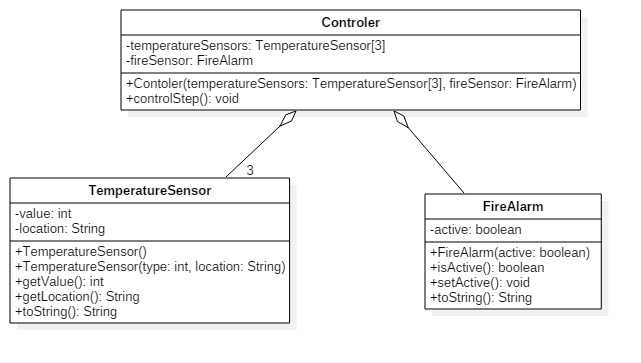 Controler
-temperatureSensors: TemperatureSensor[3]
-fireSensor: FireAlarm
+Contoler(temperatureSensors: TemperatureSensor[3], fireSensor: FireAlarm)
+controlStep(): void
3
TemperatureSensor
-value: int
-location: String
+TemperatureSensor()
+TemperatureSensor(type: int, location: String)
+getValue(): int
+getLocation(): String
+toString(): String
FireAlarm
-active: boolean
+FireAlarm(active: boolean)
+isActive(): boolean
+setActive(): void
+toString(): String